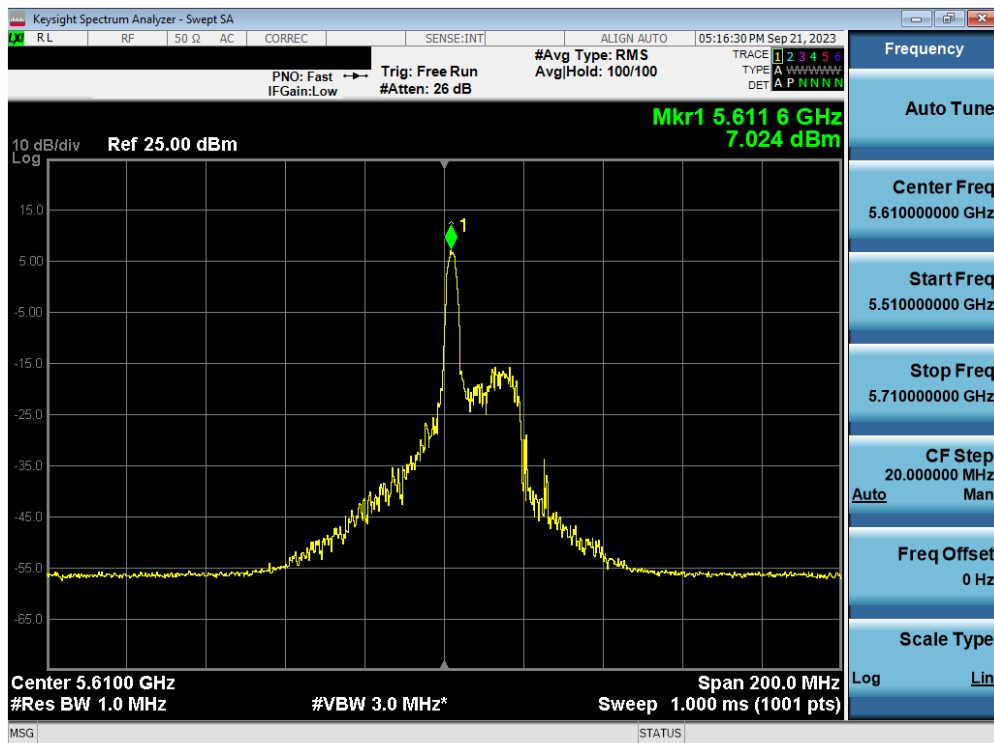 Keysight Spectrum Analyzer - Swept SA
LXI RL RF 50 Ω AC CORREC SENSE:INT ALIGN AUTO 05:16:30 PM Sep 21, 2023
PNO: Fast Trig: Free Run #Avg Type: RMS TRACE 1 2 3 4 5 6
IFGain:Low #Atten: 26 dB Avg|Hold: 100/100 TYPE A WWWWW
DET A P N N N N
Mkr1 5.611 6 GHz
7.024 dBm
10 dB/div Ref 25.00 dBm
Log
1
15.0
5.00
-5.00
-15.0
-25.0
-35.0
-45.0
-55.0
-65.0
Center 5.6100 GHz Span 200.0 MHz
#Res BW 1.0 MHz #VBW 3.0 MHz* Sweep 1.000 ms (1001 pts)
MSG STATUS
Frequency
Auto Tune
Center Freq
5.610000000 GHz
Start Freq
5.510000000 GHz
Stop Freq
5.710000000 GHz
CF Step
20.000000 MHz
Auto Man
Freq Offset
0 Hz
Scale Type
Log Lin